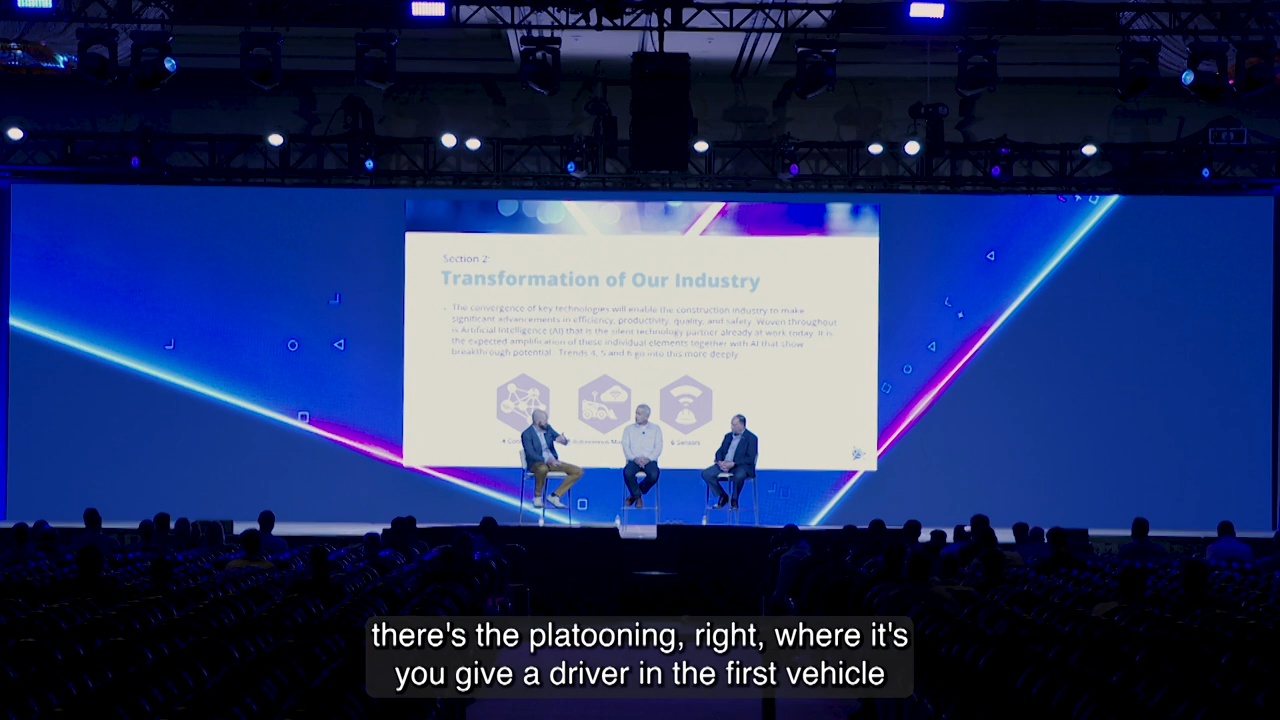 Section 2:
Transformation of Our Industry
The convergence of key technologies will enable the construction industry to make
significant advancements in efficiency, productivity, quality, and safety. Woven throughout
is Artificial Intelligence (AI) that is the silent technology partner already at work today. It is
the expected amplification of these individual elements together with AI that show
breakthrough potential. Trends 4, 5 and 6 go into this more deeply.
4 Con
Autonomous Ma
6 Sensors
there's the platooning, right, where it's
you give a driver in the first vehicle